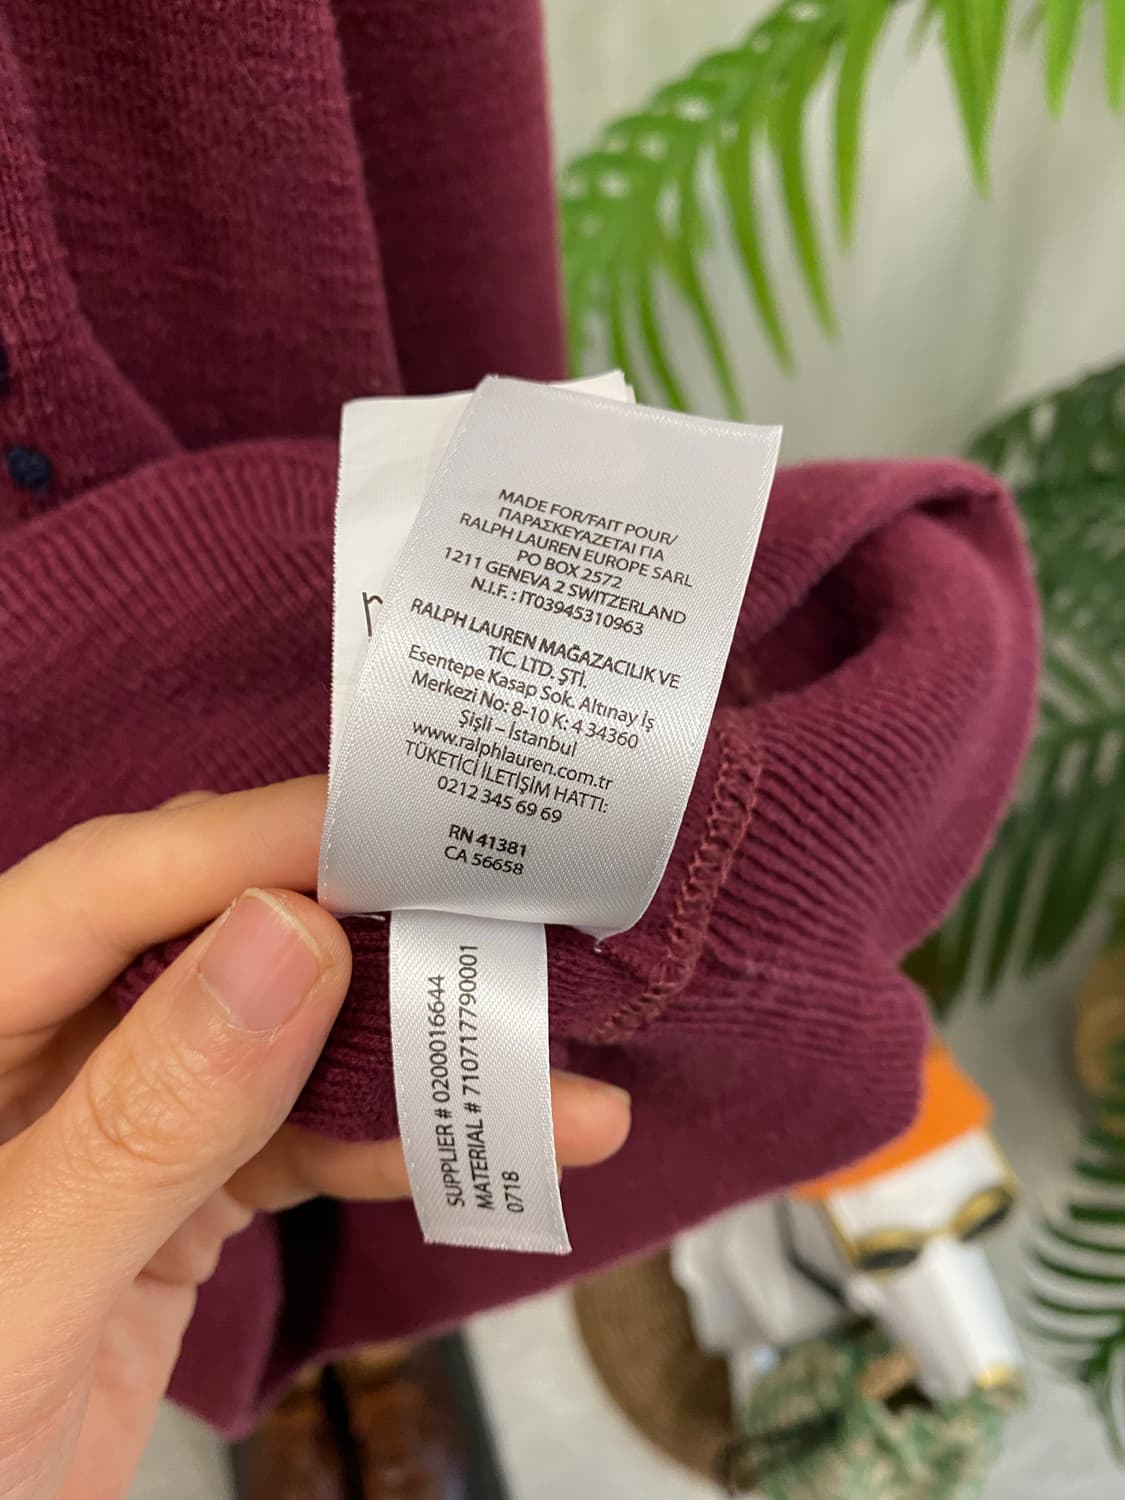 MADE FOR/FAIT POUR/
ΠΑΡΑΣΚΕΥΑΖΕΤΑΙ ΓΙΑ
RALPH LAUREN EUROPE SARL
PO BOX 2572
1211 GENEVA 2 SWITZERLAND
N.I.F. : IT03945310963
RALPH LAUREN MAĞAZACILIK VE
TİC. LTD. ŞTİ.
Esentepe Kasap Sok. Altınay İş
Merkezi No: 8-10 K: 4 34360
Şişli – İstanbul
www.ralphlauren.com.tr
TÜKETİCİ İLETİŞİM HATTI:
0212 345 69 69
RN 41381
CA 56658
SUPPLIER # 0200016644
MATERIAL # 710717790001
0718